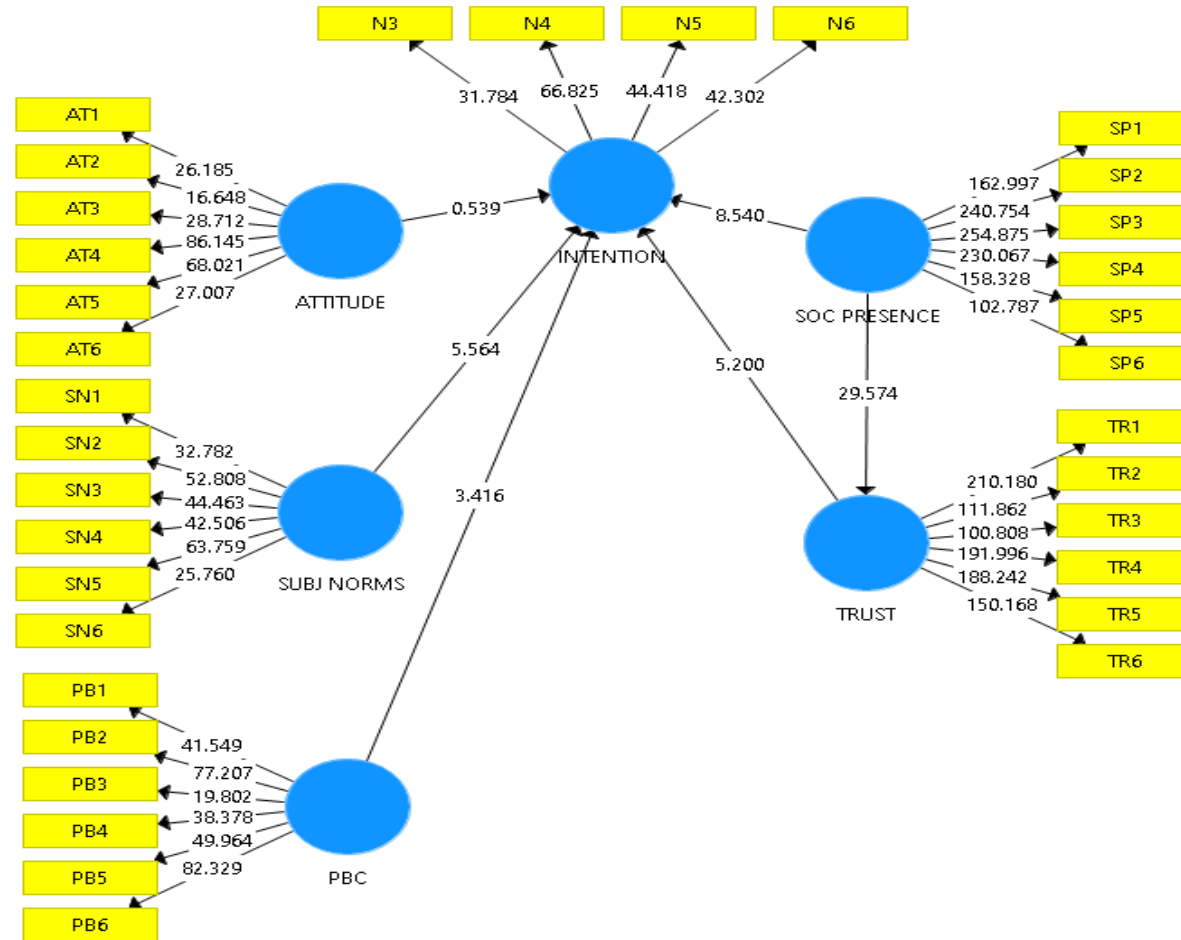 N3
N4
N5
N6
31.784
66.825
44.418
42.302
AT1
AT2
AT3
AT4
AT5
AT6
26.185
16.648
28.712
86.145
68.021
27.007
ATTITUDE
0.539
INTENTION
8.540
SOC PRESENCE
SP1
SP2
SP3
SP4
SP5
SP6
162.997
240.754
254.875
230.067
158.328
102.787
SN1
SN2
SN3
SN4
SN5
SN6
32.782
52.808
44.463
42.506
63.759
25.760
SUBJ NORMS
5.564
5.200
29.574
3.416
TR1
TR2
TR3
TR4
TR5
TR6
210.180
111.862
100.808
191.996
188.242
150.168
TRUST
PB1
PB2
PB3
PB4
PB5
PB6
41.549
77.207
19.802
38.378
49.964
82.329
PBC